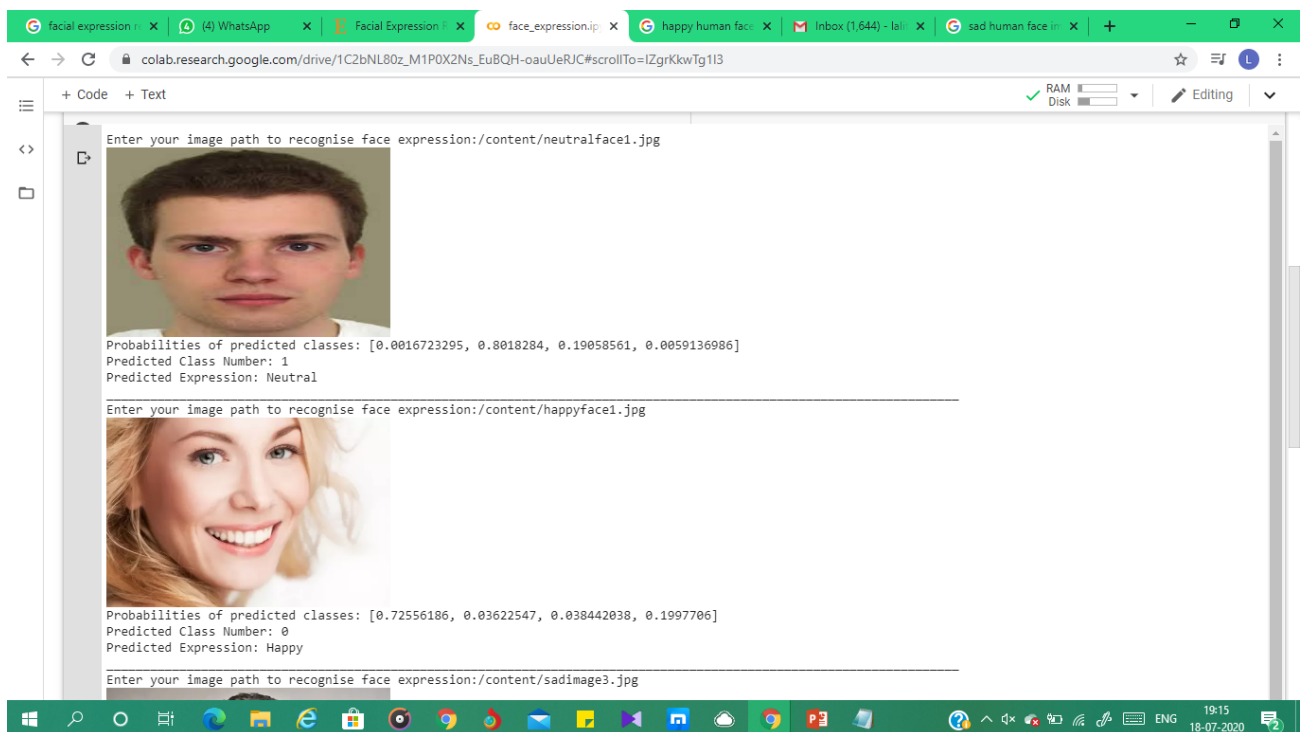 facial expression r
(4) WhatsApp
Facial Expression R
face_expression.ip
happy human face
Inbox (1,644) - lali
sad human face im
colab.research.google.com/drive/1C2bNL80z_M1P0X2Ns_EuBQH-oauUeRJC#scrollTo=IZgrKkwTg1I3
L
+ Code + Text
RAM
Disk
Editing
Enter your image path to recognise face expression:/content/neutralface1.jpg
Probabilities of predicted classes: [0.0016723295, 0.8018284, 0.19058561, 0.0059136986]
Predicted Class Number: 1
Predicted Expression: Neutral
Enter your image path to recognise face expression:/content/happyface1.jpg
Probabilities of predicted classes: [0.72556186, 0.03622547, 0.038442038, 0.1997706]
Predicted Class Number: 0
Predicted Expression: Happy
Enter your image path to recognise face expression:/content/sadimage3.jpg
ENG
19:15
18-07-2020
2